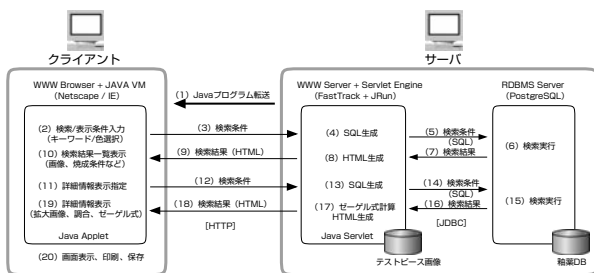 クライアント
サーバ
WWW Browser + JAVA VM
(Netscape / IE)
(1) Javaプログラム転送
WWW Server + Servlet Engine
(FastTrack + JRun)
RDBMS Server
(PostgreSQL)
(2) 検索/表示条件入力
(キーワード/色選択)
(3) 検索条件
(4) SQL生成
(5) 検索条件
(SQL)
(6) 検索実行
(7) 検索結果
(8) HTML生成
(9) 検索結果 (HTML)
(10) 検索結果一覧表示
(画像、焼成条件など)
(11) 詳細情報表示指定
(12) 検索条件
(13) SQL生成
(14) 検索条件
(SQL)
(15) 検索実行
(16) 検索結果
(17) ゼーゲル式計算
HTML生成
(18) 検索結果 (HTML)
(19) 詳細情報表示
(拡大画像、調合、ゼーゲル式)
[HTTP]
[JDBC]
Java Applet
Java Servlet
(20) 画面表示、印刷、保存
テストピース画像
釉薬DB